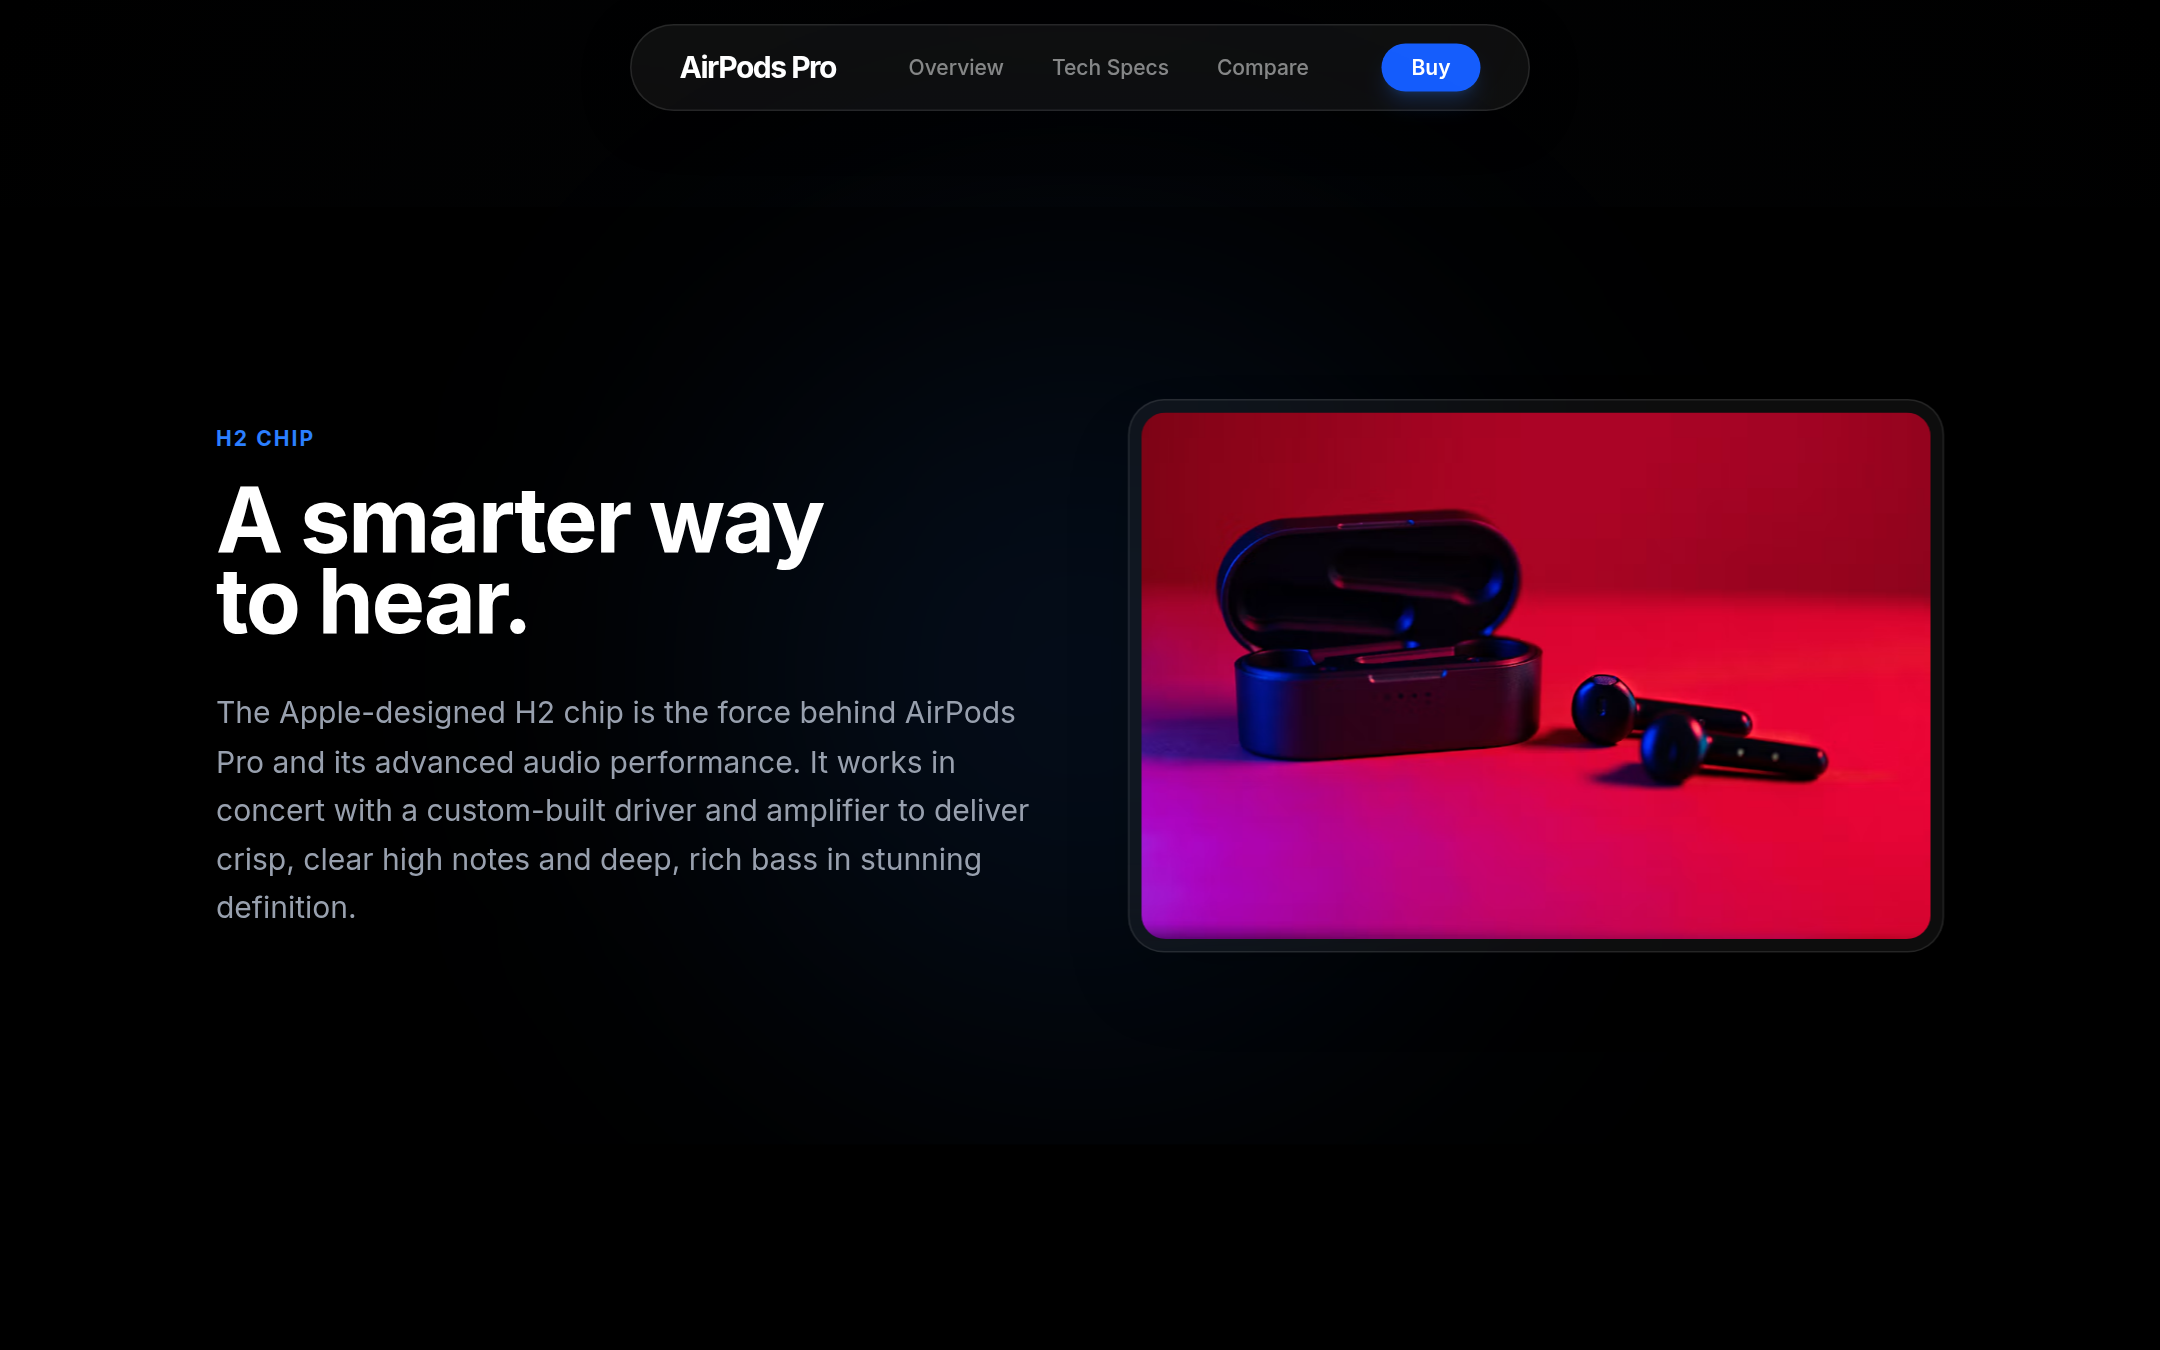 AirPods Pro
Overview
Tech Specs
Compare
Buy
H2 CHIP
A smarter way
to hear.
The Apple-designed H2 chip is the force behind AirPods
Pro and its advanced audio performance. It works in
concert with a custom-built driver and amplifier to deliver
crisp, clear high notes and deep, rich bass in stunning
definition.